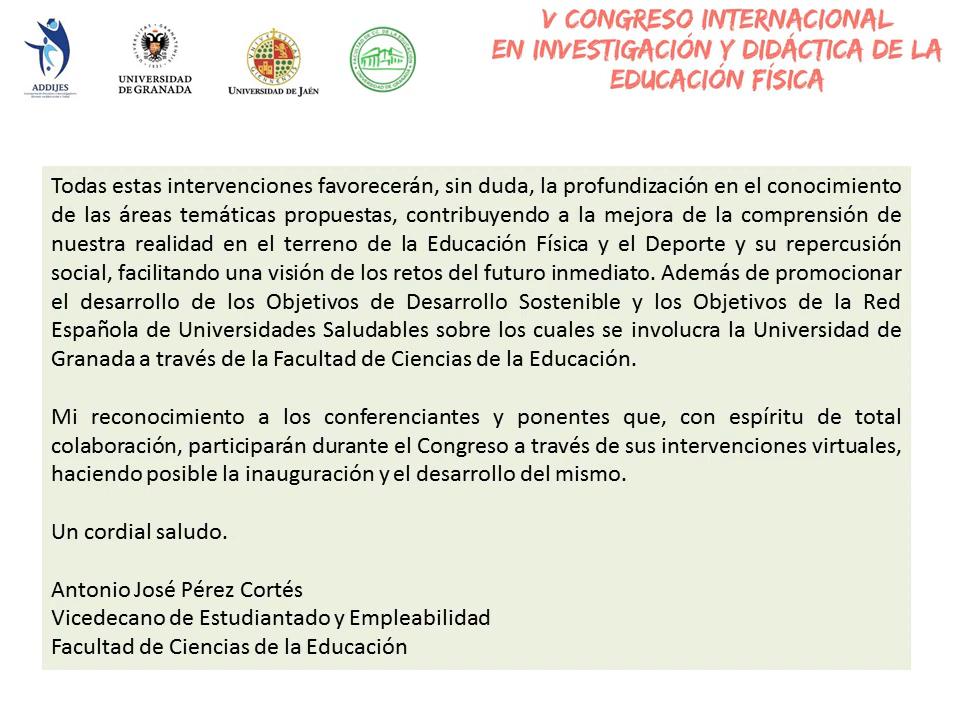 V CONGRESO INTERNACIONAL
EN INVESTIGACIÓN Y DIDÁCTICA DE LA
EDUCACIÓN FÍSICA
ADDIJES
UNIVERSIDAD
DE GRANADA
UNIVERSIDAD DE JAÉN
Todas estas intervenciones favorecerán, sin duda, la profundización en el conocimiento
de las áreas temáticas propuestas, contribuyendo a la mejora de la comprensión de
nuestra realidad en el terreno de la Educación Física y el Deporte y su repercusión
social, facilitando una visión de los retos del futuro inmediato. Además de promocionar
el desarrollo de los Objetivos de Desarrollo Sostenible y los Objetivos de la Red
Española de Universidades Saludables sobre los cuales se involucra la Universidad de
Granada a través de la Facultad de Ciencias de la Educación.
Mi reconocimiento a los conferenciantes y ponentes que, con espíritu de total
colaboración, participarán durante el Congreso a través de sus intervenciones virtuales,
haciendo posible la inauguración y el desarrollo del mismo.
Un cordial saludo.
Antonio José Pérez Cortés
Vicedecano de Estudiantado y Empleabilidad
Facultad de Ciencias de la Educación